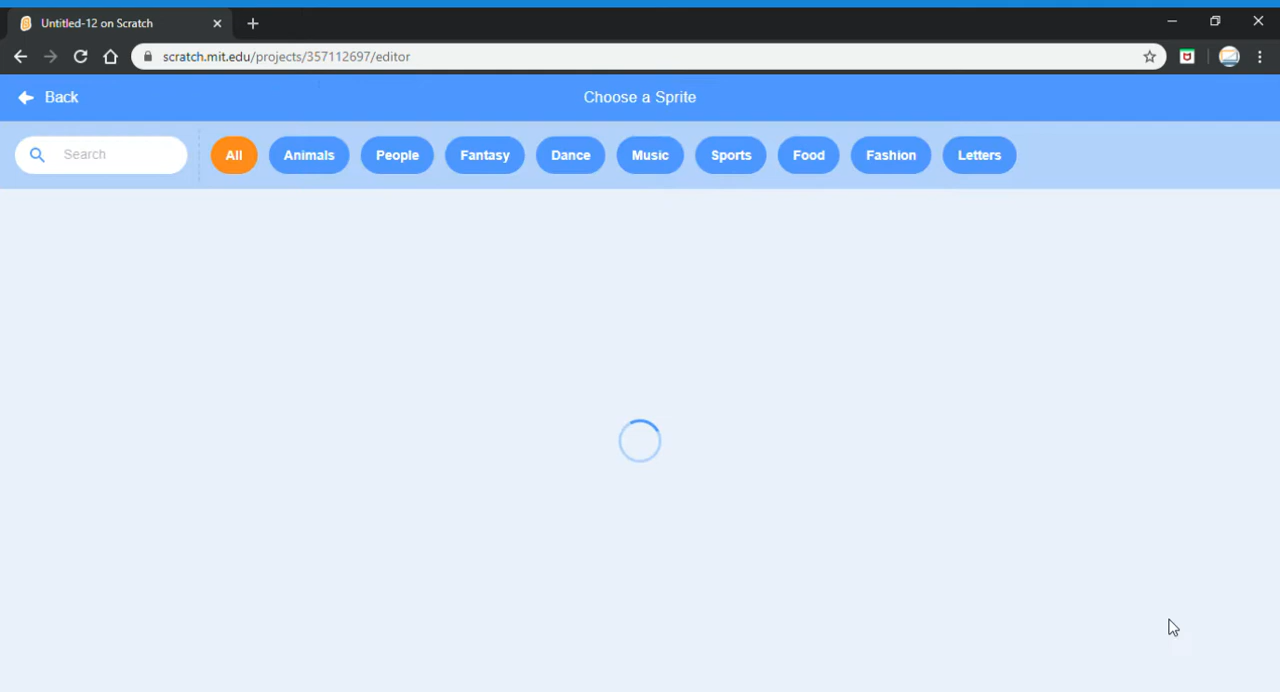 Untitled-12 on Scratch
scratch.mit.edu/projects/357112697/editor
Back
Choose a Sprite
Search
All
Animals
People
Fantasy
Dance
Music
Sports
Food
Fashion
Letters